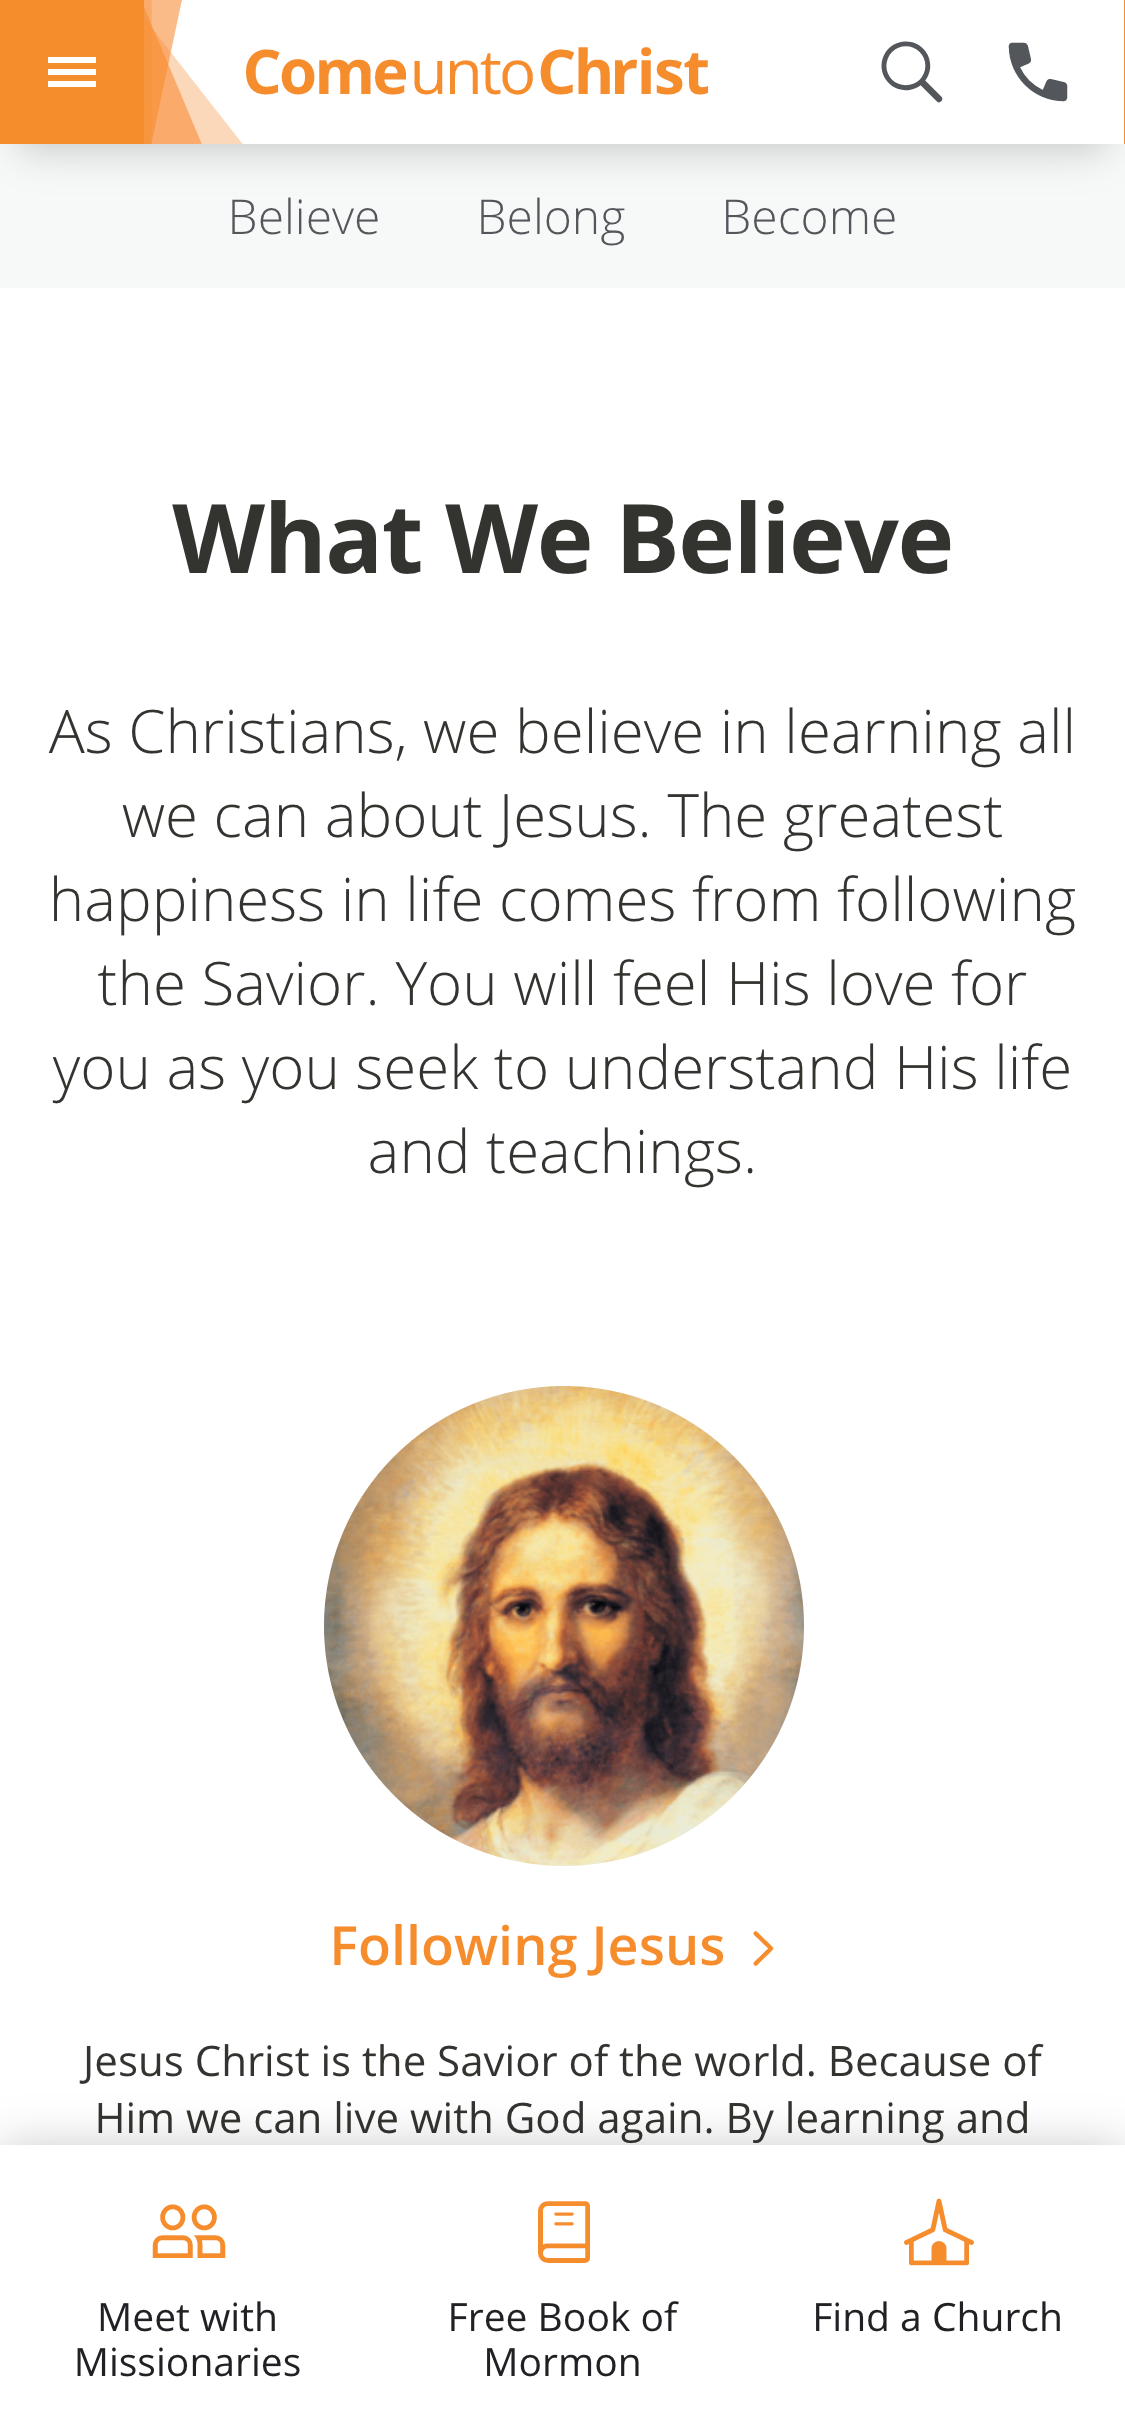 ComeuntoChrist
Believe Belong Become
What We Believe
As Christians, we believe in learning all
we can about Jesus. The greatest
happiness in life comes from following
the Savior. You will feel His love for
you as you seek to understand His life
and teachings.
Following Jesus
Jesus Christ is the Savior of the world. Because of
Him we can live with God again. By learning and
Meet with
Missionaries
Free Book of
Mormon
Find a Church